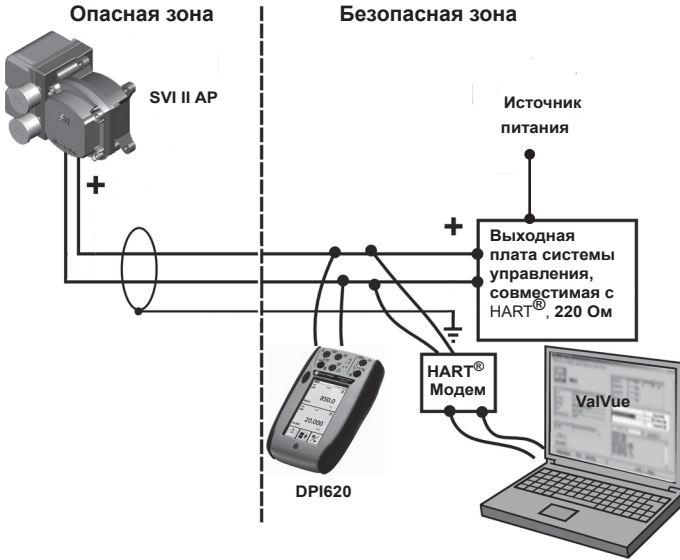 Опасная зона
Безопасная зона
SVI II AP
Источник
питания
+
+
Выходная
плата системы
управления,
совместимая с
HART®, 220 Ом
HART®
Модем
ValVue
850.0
20.000
DPI620